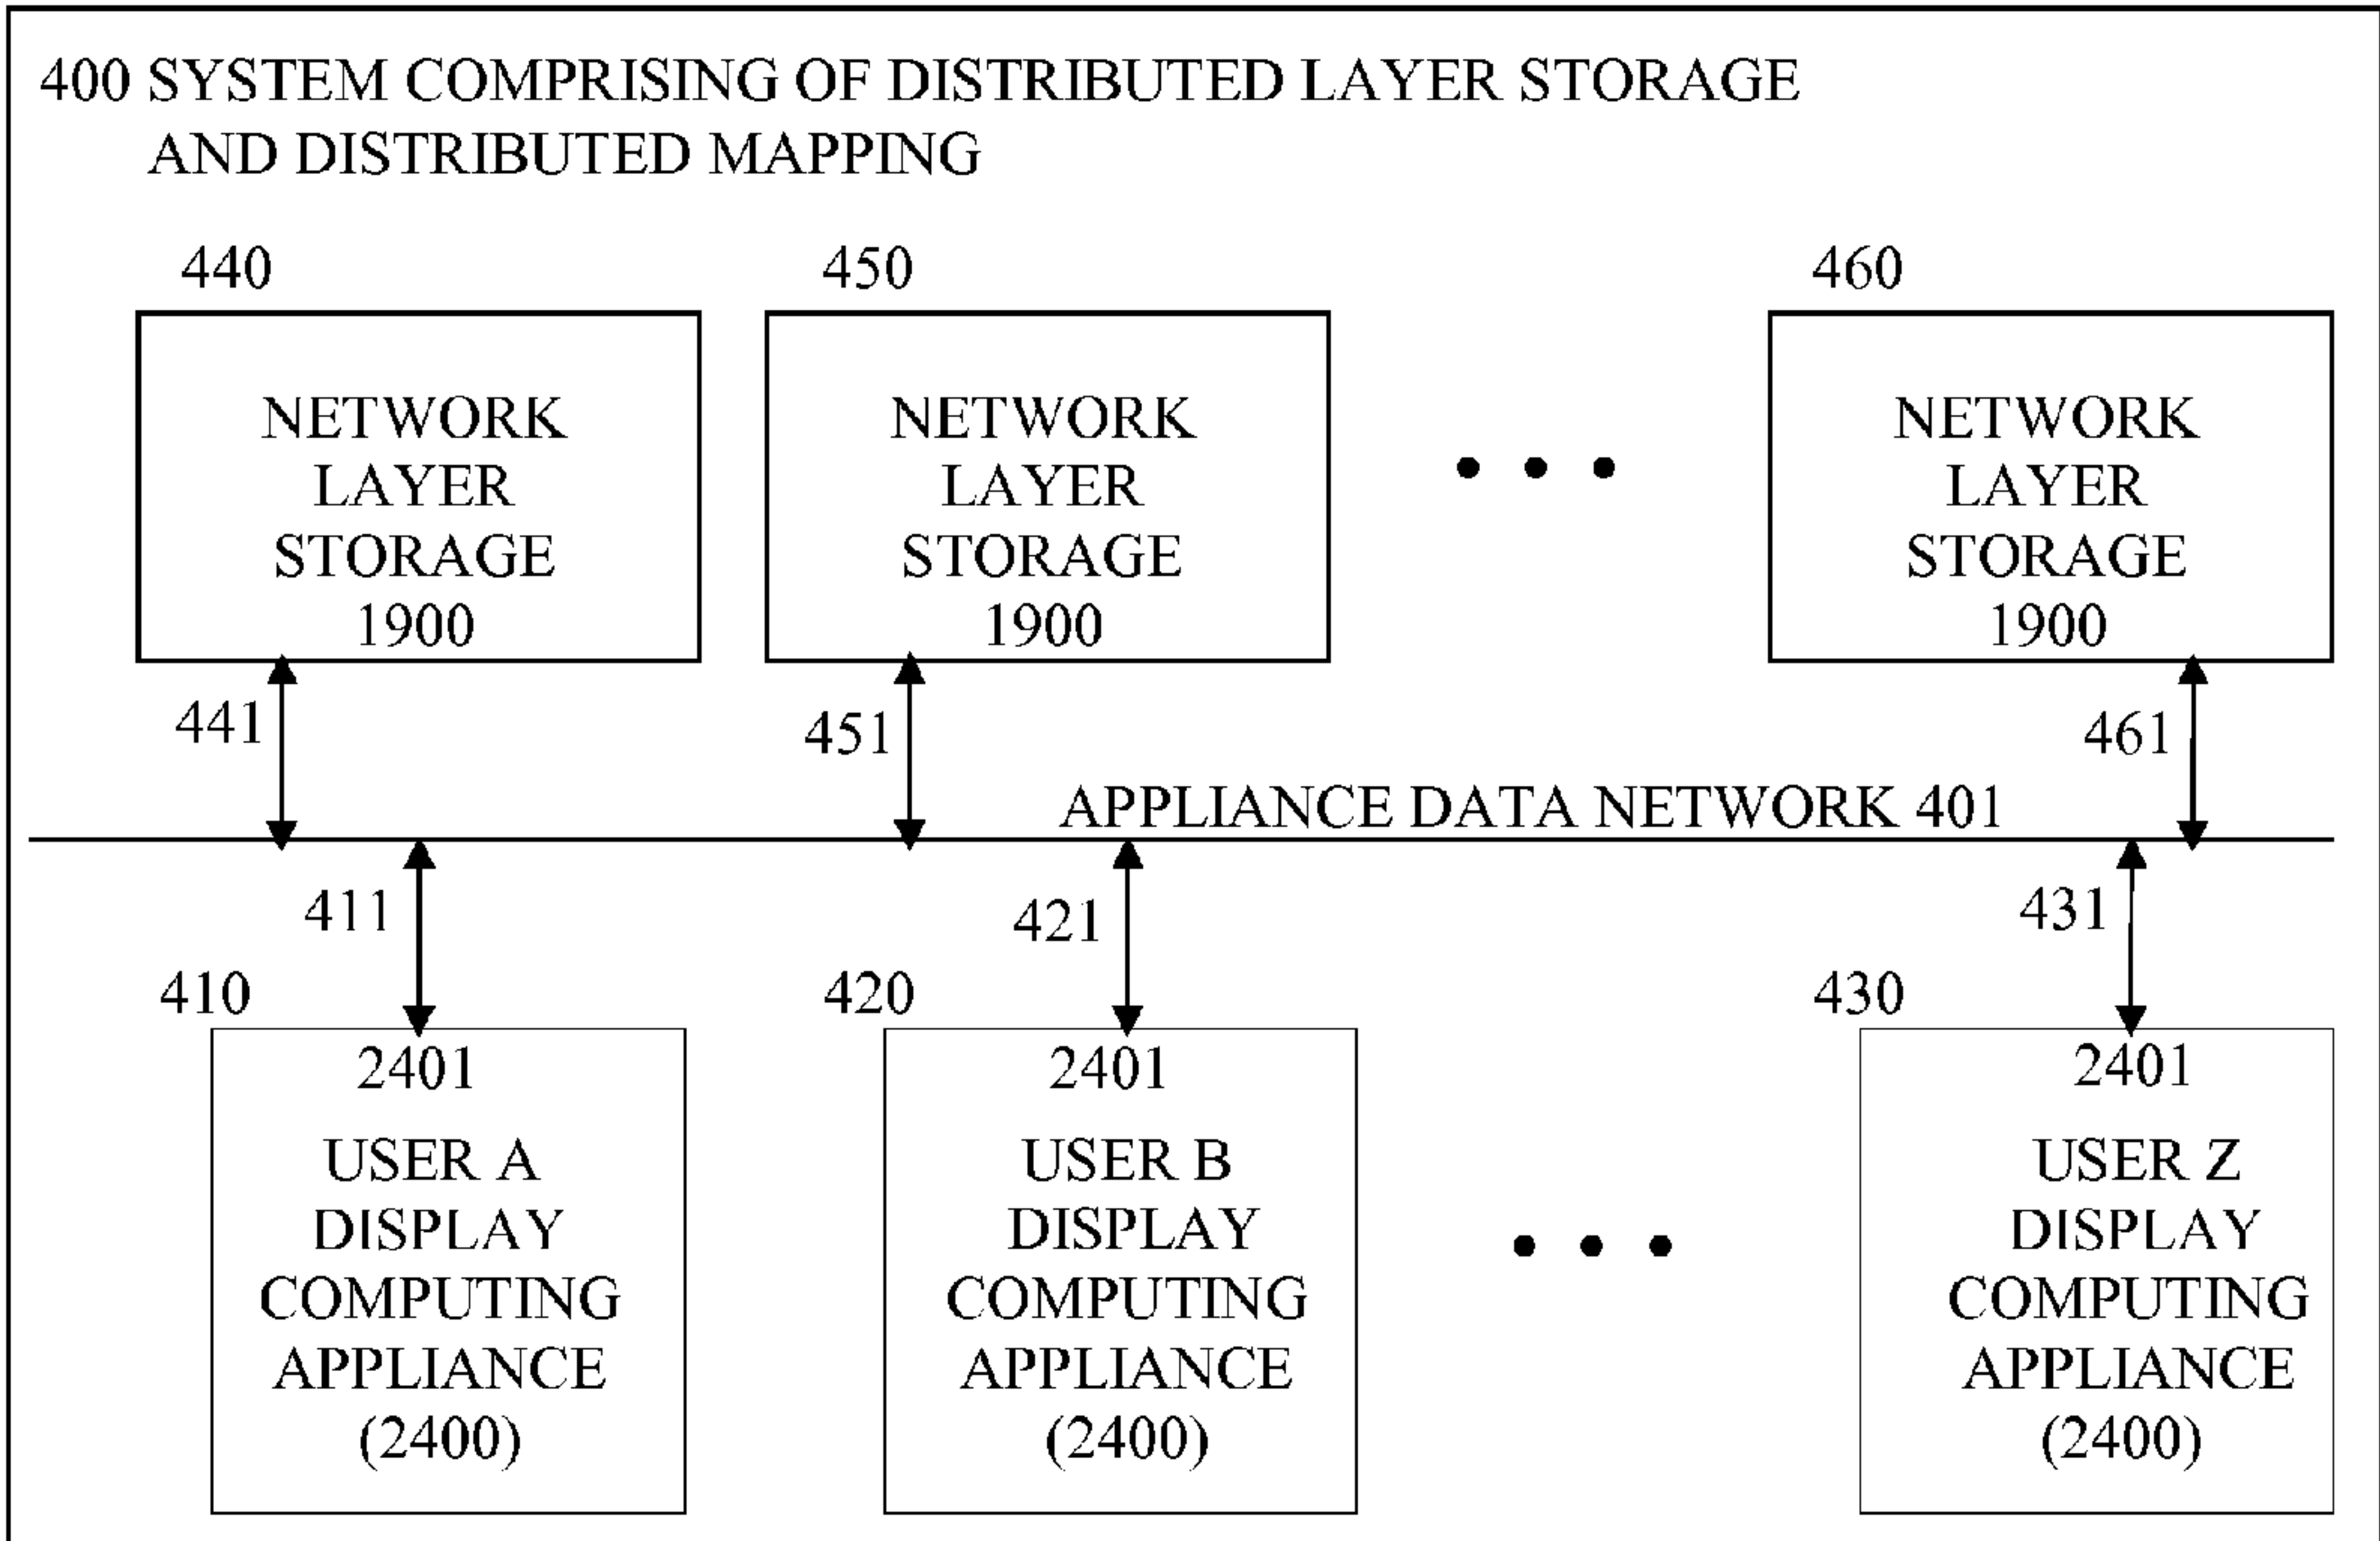 400 SYSTEM COMPRISING OF DISTRIBUTED LAYER STORAGE
AND DISTRIBUTED MAPPING
440
NETWORK
LAYER
STORAGE
1900
450
NETWORK
LAYER
STORAGE
1900
460
NETWORK
LAYER
STORAGE
1900
441
451
461
APPLIANCE DATA NETWORK 401
411
421
431
410
2401
USER A
DISPLAY
COMPUTING
APPLIANCE
(2400)
420
2401
USER B
DISPLAY
COMPUTING
APPLIANCE
(2400)
430
2401
USER Z
DISPLAY
COMPUTING
APPLIANCE
(2400)